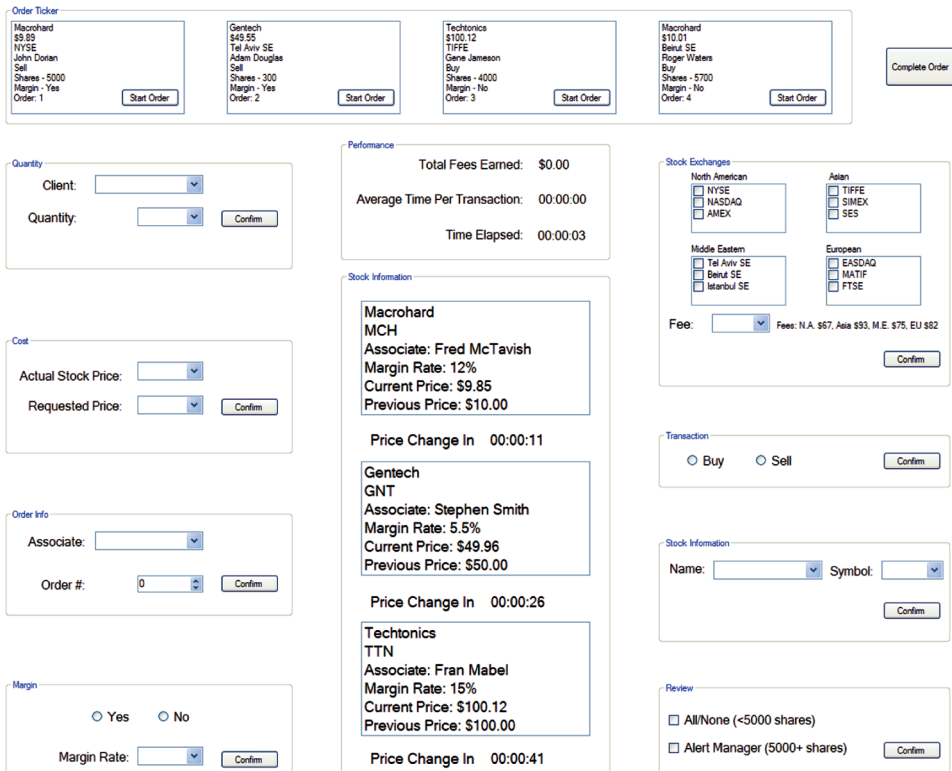 Order Ticker
Macrohard
$9.89
NYSE
John Dorian
Sell
Shares - 5000
Margin - Yes
Order: 1
Start Order
Gentech
$49.55
Tel Aviv SE
Adam Douglas
Sell
Shares - 300
Margin - Yes
Order: 2
Start Order
Techtonics
$100.12
TIFFE
Gene Jameson
Buy
Shares - 4000
Margin - No
Order: 3
Start Order
Macrohard
$10.01
Beirut SE
Roger Waters
Buy
Shares - 5700
Margin - No
Order: 4
Start Order
Complete Order
Quantity
Client:
Quantity:
Confirm
Cost
Actual Stock Price:
Requested Price:
Confirm
Order Info
Associate:
Order #: 0
Confirm
Margin
Yes No
Margin Rate:
Confirm
Performance
Total Fees Earned: $0.00
Average Time Per Transaction: 00:00:00
Time Elapsed: 00:00:03
Stock Information
Macrohard
MCH
Associate: Fred McTavish
Margin Rate: 12%
Current Price: $9.85
Previous Price: $10.00
Price Change In 00:00:11
Gentech
GNT
Associate: Stephen Smith
Margin Rate: 5.5%
Current Price: $49.96
Previous Price: $50.00
Price Change In 00:00:26
Techtonics
TTN
Associate: Fran Mabel
Margin Rate: 15%
Current Price: $100.12
Previous Price: $100.00
Price Change In 00:00:41
Stock Exchanges
North American
NYSE
NASDAQ
AMEX
Asian
TIFFE
SIMEX
SES
Middle Eastern
Tel Aviv SE
Beirut SE
Istanbul SE
European
EASDAQ
MATIF
FTSE
Fee:
Fees: N.A. $67, Asia $93, M.E. $75, EU $82
Confirm
Transaction
Buy Sell
Confirm
Stock Information
Name: Symbol:
Confirm
Review
All/None (<5000 shares)
Alert Manager (5000+ shares)
Confirm